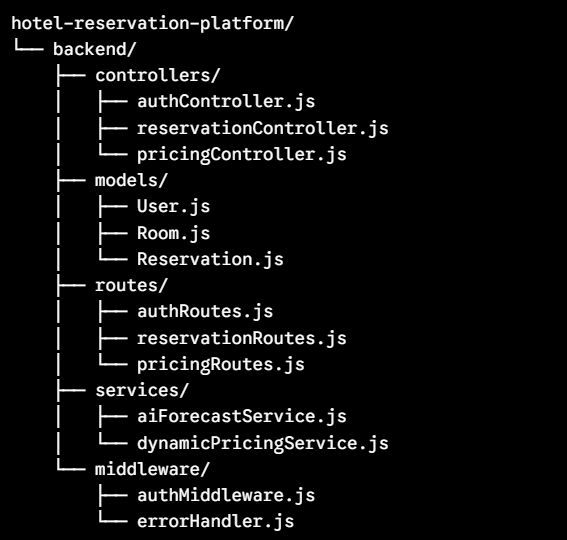 hotel-reservation-platform/
└── backend/
    ├── controllers/
    │   ├── authController.js
    │   ├── reservationController.js
    │   └── pricingController.js
    ├── models/
    │   ├── User.js
    │   ├── Room.js
    │   └── Reservation.js
    ├── routes/
    │   ├── authRoutes.js
    │   ├── reservationRoutes.js
    │   └── pricingRoutes.js
    ├── services/
    │   ├── aiForecastService.js
    │   └── dynamicPricingService.js
    └── middleware/
        ├── authMiddleware.js
        └── errorHandler.js